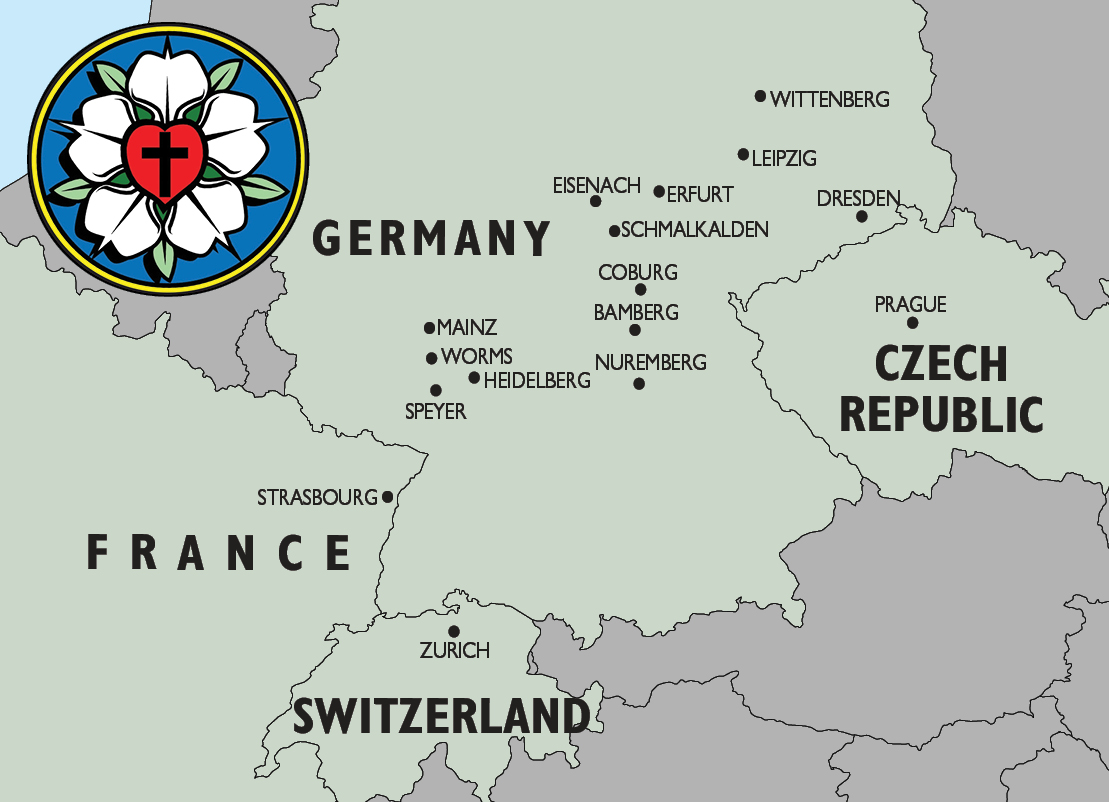 WITTENBERG
LEIPZIG
EISENACH
ERFURT
DRESDEN
SCHMALKALDEN
GERMANY
COBURG
BAMBERG
PRAGUE
MAINZ
WORMS
NUREMBERG
CZECH
REPUBLIC
HEIDELBERG
SPEYER
STRASBOURG
FRANCE
ZURICH
SWITZERLAND